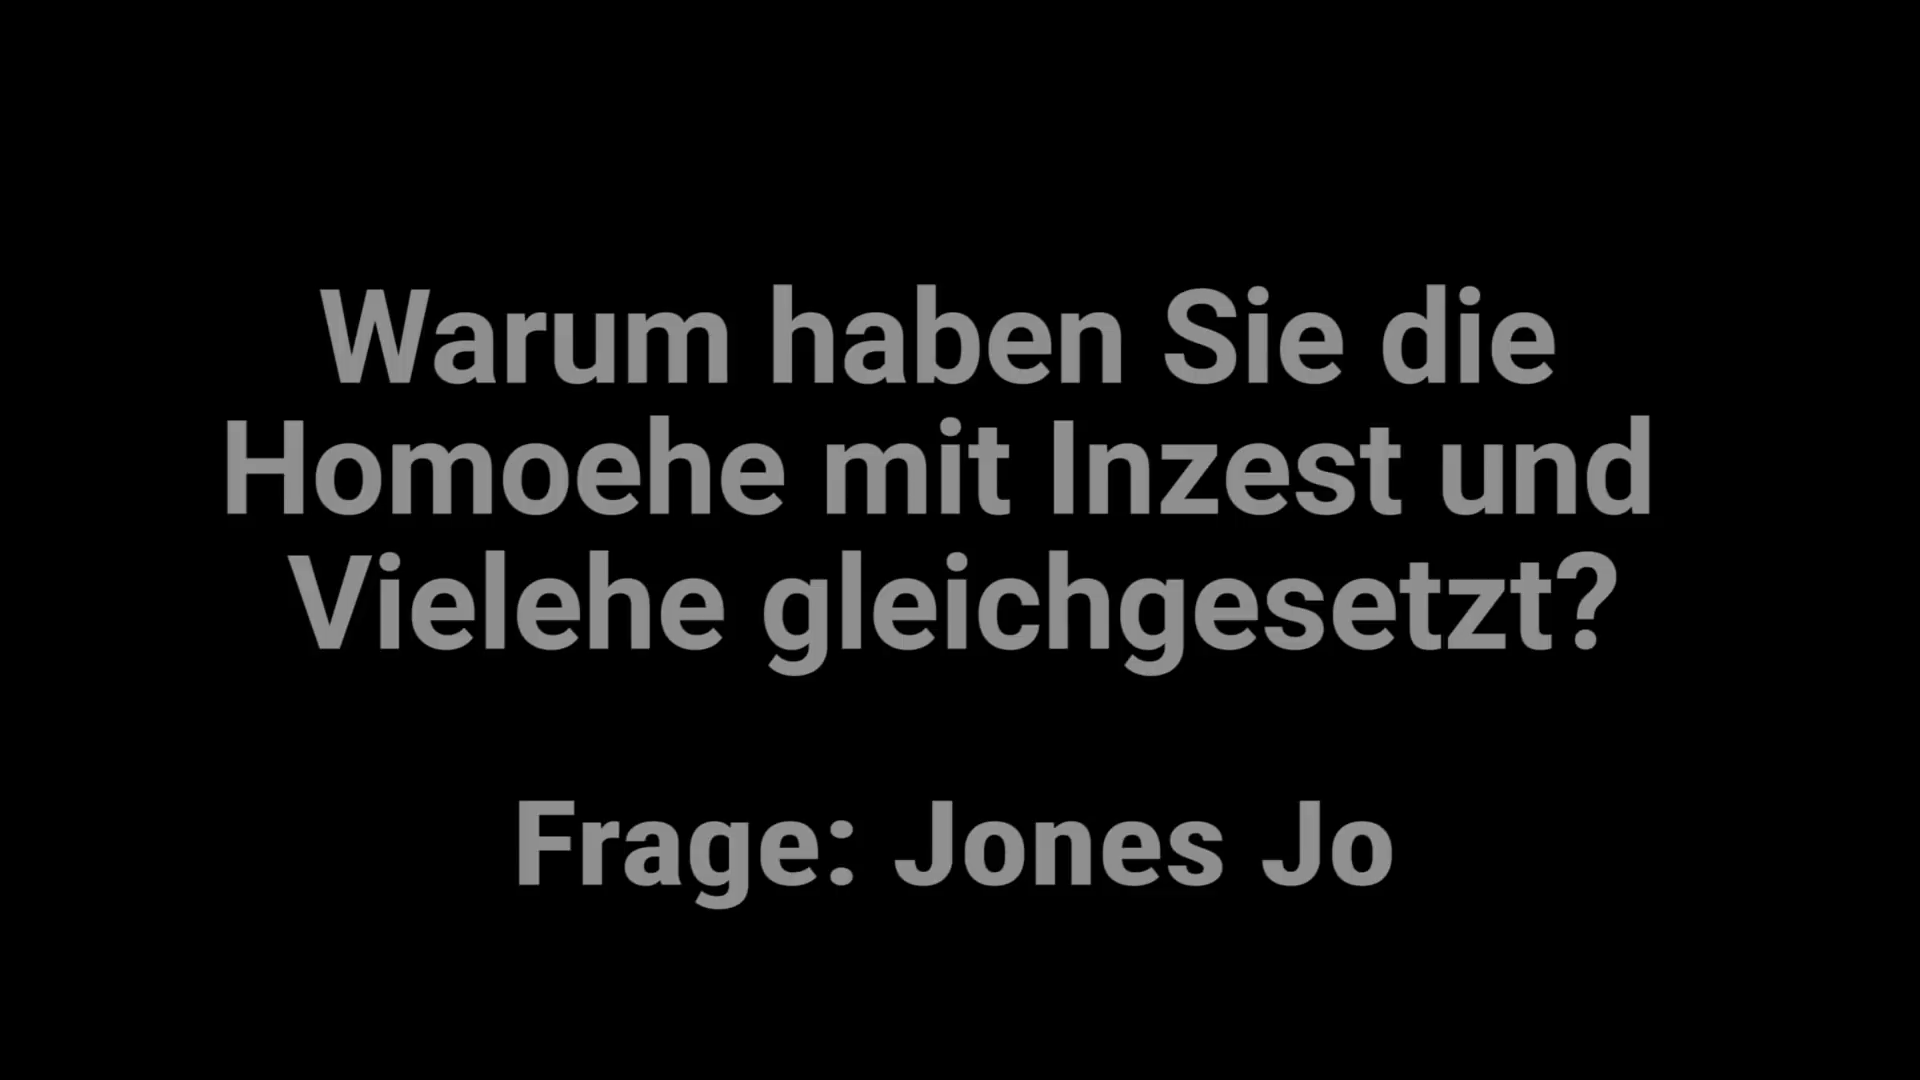 Warum haben Sie die
Homoehe mit Inzest und
Vielehe gleichgesetzt?
Frage: Jones Jo